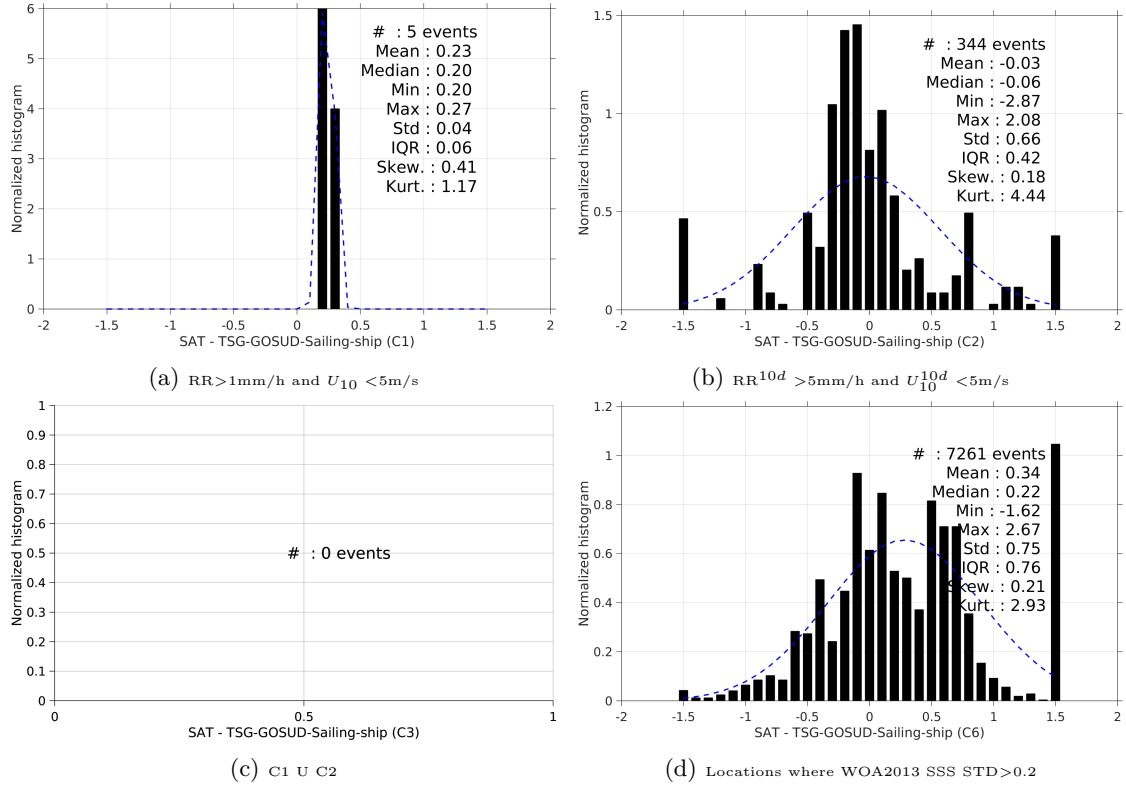 6
5
4
3
2
1
0
Normalized histogram
# : 5 events
Mean : 0.23
Median : 0.20
Min : 0.20
Max : 0.27
Std : 0.04
IQR : 0.06
Skew. : 0.41
Kurt. : 1.17
-2 -1.5 -1 -0.5 0 0.5 1 1.5 2
SAT - TSG-GOSUD-Sailing-ship (C1)
(a) RR>1mm/h and U10 <5m/s
1.5
1
0.5
0
Normalized histogram
# : 344 events
Mean : -0.03
Median : -0.06
Min : -2.87
Max : 2.08
Std : 0.66
IQR : 0.42
Skew. : 0.18
Kurt. : 4.44
-2 -1.5 -1 -0.5 0 0.5 1 1.5 2
SAT - TSG-GOSUD-Sailing-ship (C2)
(b) RR^10d >5mm/h and U10^10d <5m/s
1
0.9
0.8
0.7
0.6
0.5
0.4
0.3
0.2
0.1
0
Normalized histogram
# : 0 events
0 0.5 1
SAT - TSG-GOSUD-Sailing-ship (C3)
(c) C1 U C2
1.2
1
0.8
0.6
0.4
0.2
0
Normalized histogram
# : 7261 events
Mean : 0.34
Median : 0.22
Min : -1.62
Max : 2.67
Std : 0.75
IQR : 0.76
Skew. : 0.21
Kurt. : 2.93
-2 -1.5 -1 -0.5 0 0.5 1 1.5 2
SAT - TSG-GOSUD-Sailing-ship (C6)
(d) Locations where WOA2013 SSS STD>0.2